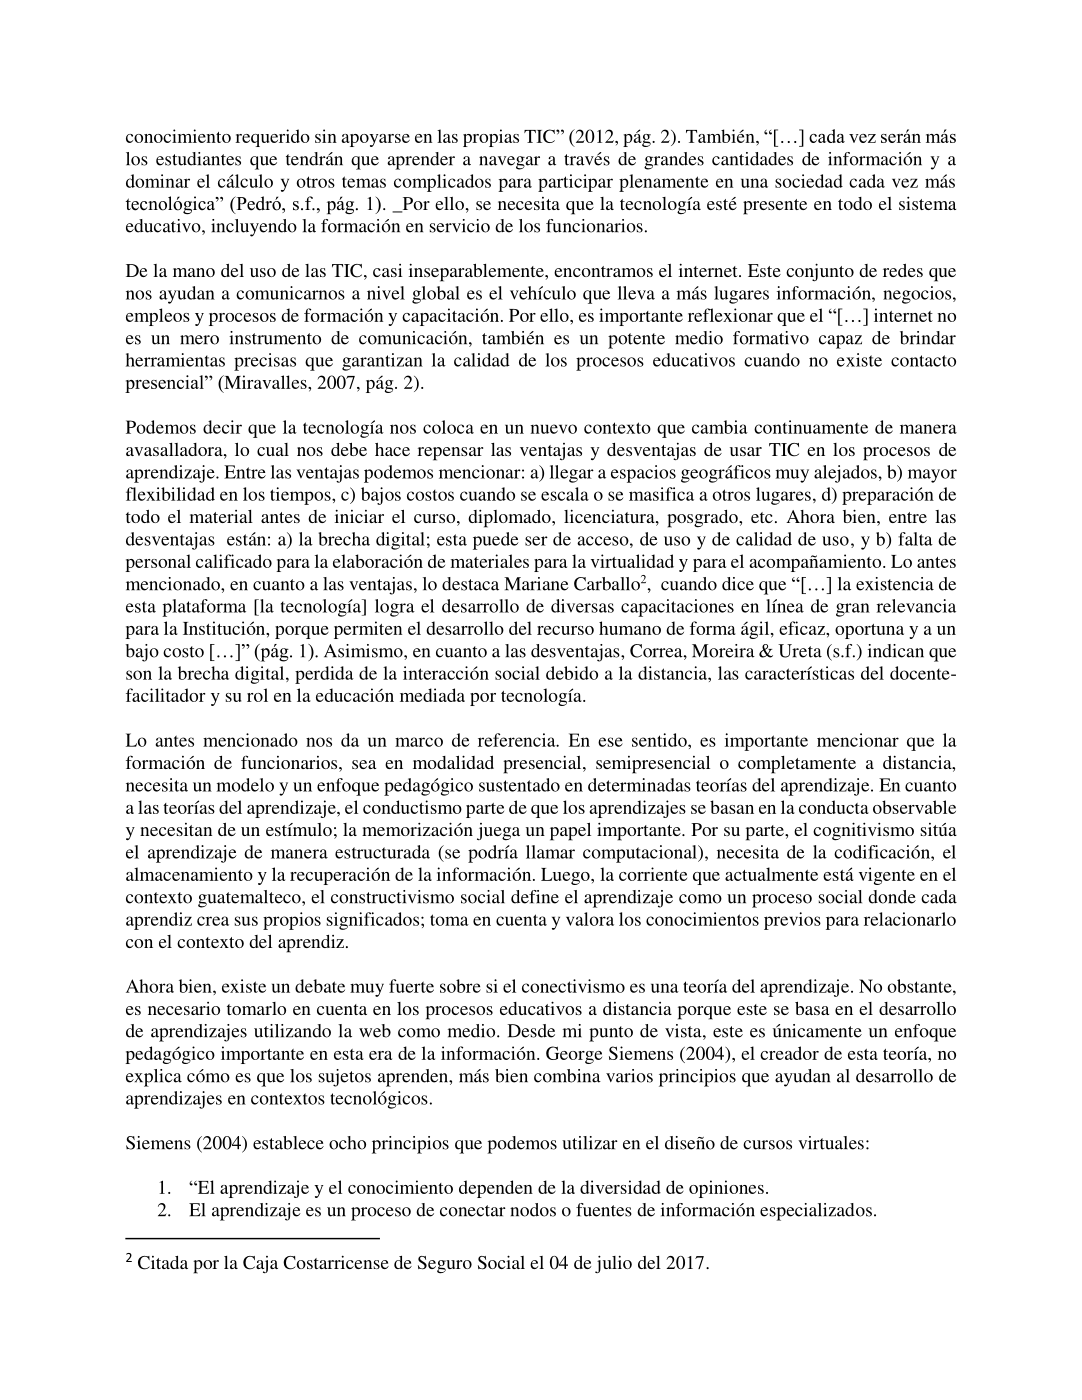 conocimiento requerido sin apoyarse en las propias TIC” (2012, pág. 2). También, “[…] cada vez serán más
los estudiantes que tendrán que aprender a navegar a través de grandes cantidades de información y a
dominar el cálculo y otros temas complicados para participar plenamente en una sociedad cada vez más
tecnológica” (Pedró, s.f., pág. 1). _Por ello, se necesita que la tecnología esté presente en todo el sistema
educativo, incluyendo la formación en servicio de los funcionarios.
De la mano del uso de las TIC, casi inseparablemente, encontramos el internet. Este conjunto de redes que
nos ayudan a comunicarnos a nivel global es el vehículo que lleva a más lugares información, negocios,
empleos y procesos de formación y capacitación. Por ello, es importante reflexionar que el “[…] internet no
es un mero instrumento de comunicación, también es un potente medio formativo capaz de brindar
herramientas precisas que garantizan la calidad de los procesos educativos cuando no existe contacto
presencial” (Miravalles, 2007, pág. 2).
Podemos decir que la tecnología nos coloca en un nuevo contexto que cambia continuamente de manera
avasalladora, lo cual nos debe hace repensar las ventajas y desventajas de usar TIC en los procesos de
aprendizaje. Entre las ventajas podemos mencionar: a) llegar a espacios geográficos muy alejados, b) mayor
flexibilidad en los tiempos, c) bajos costos cuando se escala o se masifica a otros lugares, d) preparación de
todo el material antes de iniciar el curso, diplomado, licenciatura, posgrado, etc. Ahora bien, entre las
desventajas están: a) la brecha digital; esta puede ser de acceso, de uso y de calidad de uso, y b) falta de
personal calificado para la elaboración de materiales para la virtualidad y para el acompañamiento. Lo antes
mencionado, en cuanto a las ventajas, lo destaca Mariane Carballo², cuando dice que “[…] la existencia de
esta plataforma [la tecnología] logra el desarrollo de diversas capacitaciones en línea de gran relevancia
para la Institución, porque permiten el desarrollo del recurso humano de forma ágil, eficaz, oportuna y a un
bajo costo […]” (pág. 1). Asimismo, en cuanto a las desventajas, Correa, Moreira & Ureta (s.f.) indican que
son la brecha digital, perdida de la interacción social debido a la distancia, las características del docente-
facilitador y su rol en la educación mediada por tecnología.
Lo antes mencionado nos da un marco de referencia. En ese sentido, es importante mencionar que la
formación de funcionarios, sea en modalidad presencial, semipresencial o completamente a distancia,
necesita un modelo y un enfoque pedagógico sustentado en determinadas teorías del aprendizaje. En cuanto
a las teorías del aprendizaje, el conductismo parte de que los aprendizajes se basan en la conducta observable
y necesitan de un estímulo; la memorización juega un papel importante. Por su parte, el cognitivismo sitúa
el aprendizaje de manera estructurada (se podría llamar computacional), necesita de la codificación, el
almacenamiento y la recuperación de la información. Luego, la corriente que actualmente está vigente en el
contexto guatemalteco, el constructivismo social define el aprendizaje como un proceso social donde cada
aprendiz crea sus propios significados; toma en cuenta y valora los conocimientos previos para relacionarlo
con el contexto del aprendiz.
Ahora bien, existe un debate muy fuerte sobre si el conectivismo es una teoría del aprendizaje. No obstante,
es necesario tomarlo en cuenta en los procesos educativos a distancia porque este se basa en el desarrollo
de aprendizajes utilizando la web como medio. Desde mi punto de vista, este es únicamente un enfoque
pedagógico importante en esta era de la información. George Siemens (2004), el creador de esta teoría, no
explica cómo es que los sujetos aprenden, más bien combina varios principios que ayudan al desarrollo de
aprendizajes en contextos tecnológicos.
Siemens (2004) establece ocho principios que podemos utilizar en el diseño de cursos virtuales:
1. “El aprendizaje y el conocimiento dependen de la diversidad de opiniones.
2. El aprendizaje es un proceso de conectar nodos o fuentes de información especializados.
² Citada por la Caja Costarricense de Seguro Social el 04 de julio del 2017.